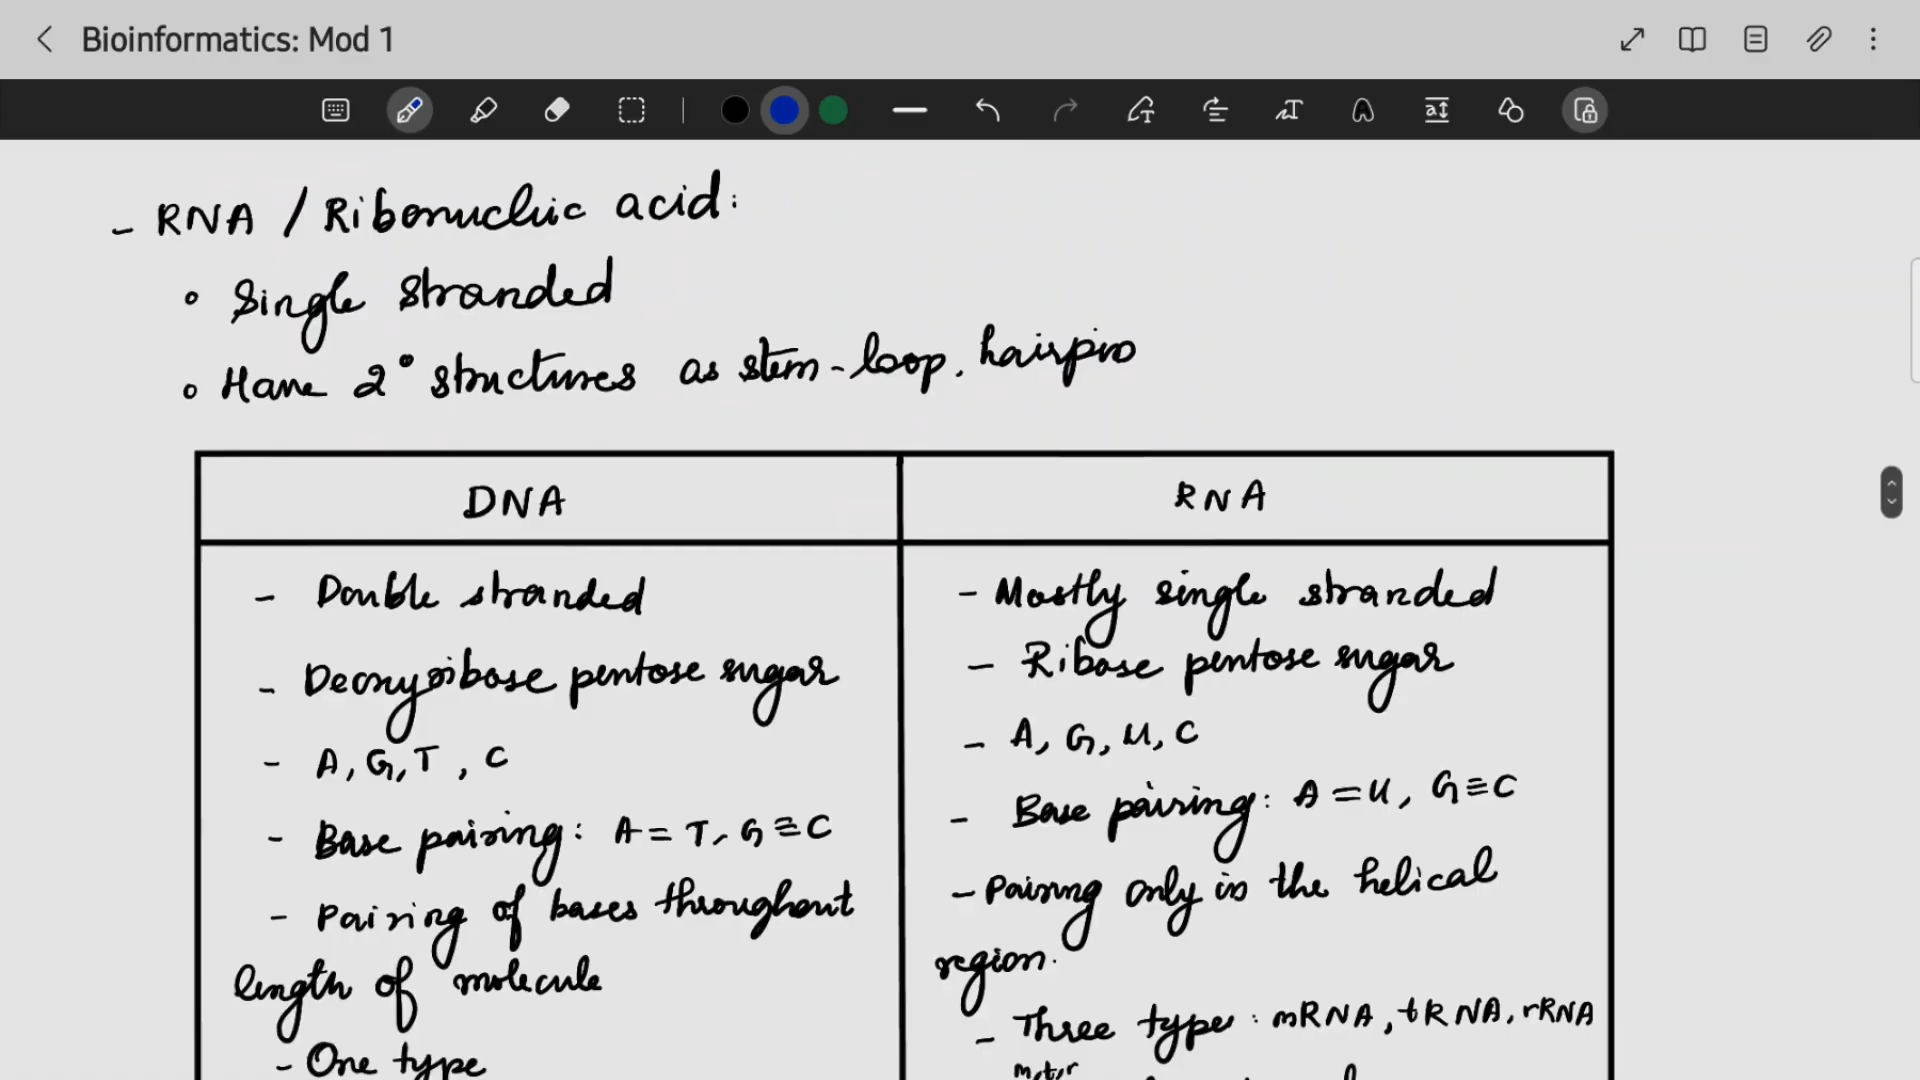 Bioinformatics: Mod 1
- RNA / Ribonucleic acid:
Single stranded
Have 2° structures as stem-loop, hairpin
DNA
RNA
- Double stranded
- Deoxyribose pentose sugar
- A, G, T, C
- Base pairing: A = T, G ≡ C
- Pairing of bases throughout
length of molecule
- One type
- Mostly single stranded
- Ribose pentose sugar
- A, G, U, C
- Base pairing: A = U, G ≡ C
- Pairing only in the helical
region.
- Three type: mRNA, tRNA, rRNA